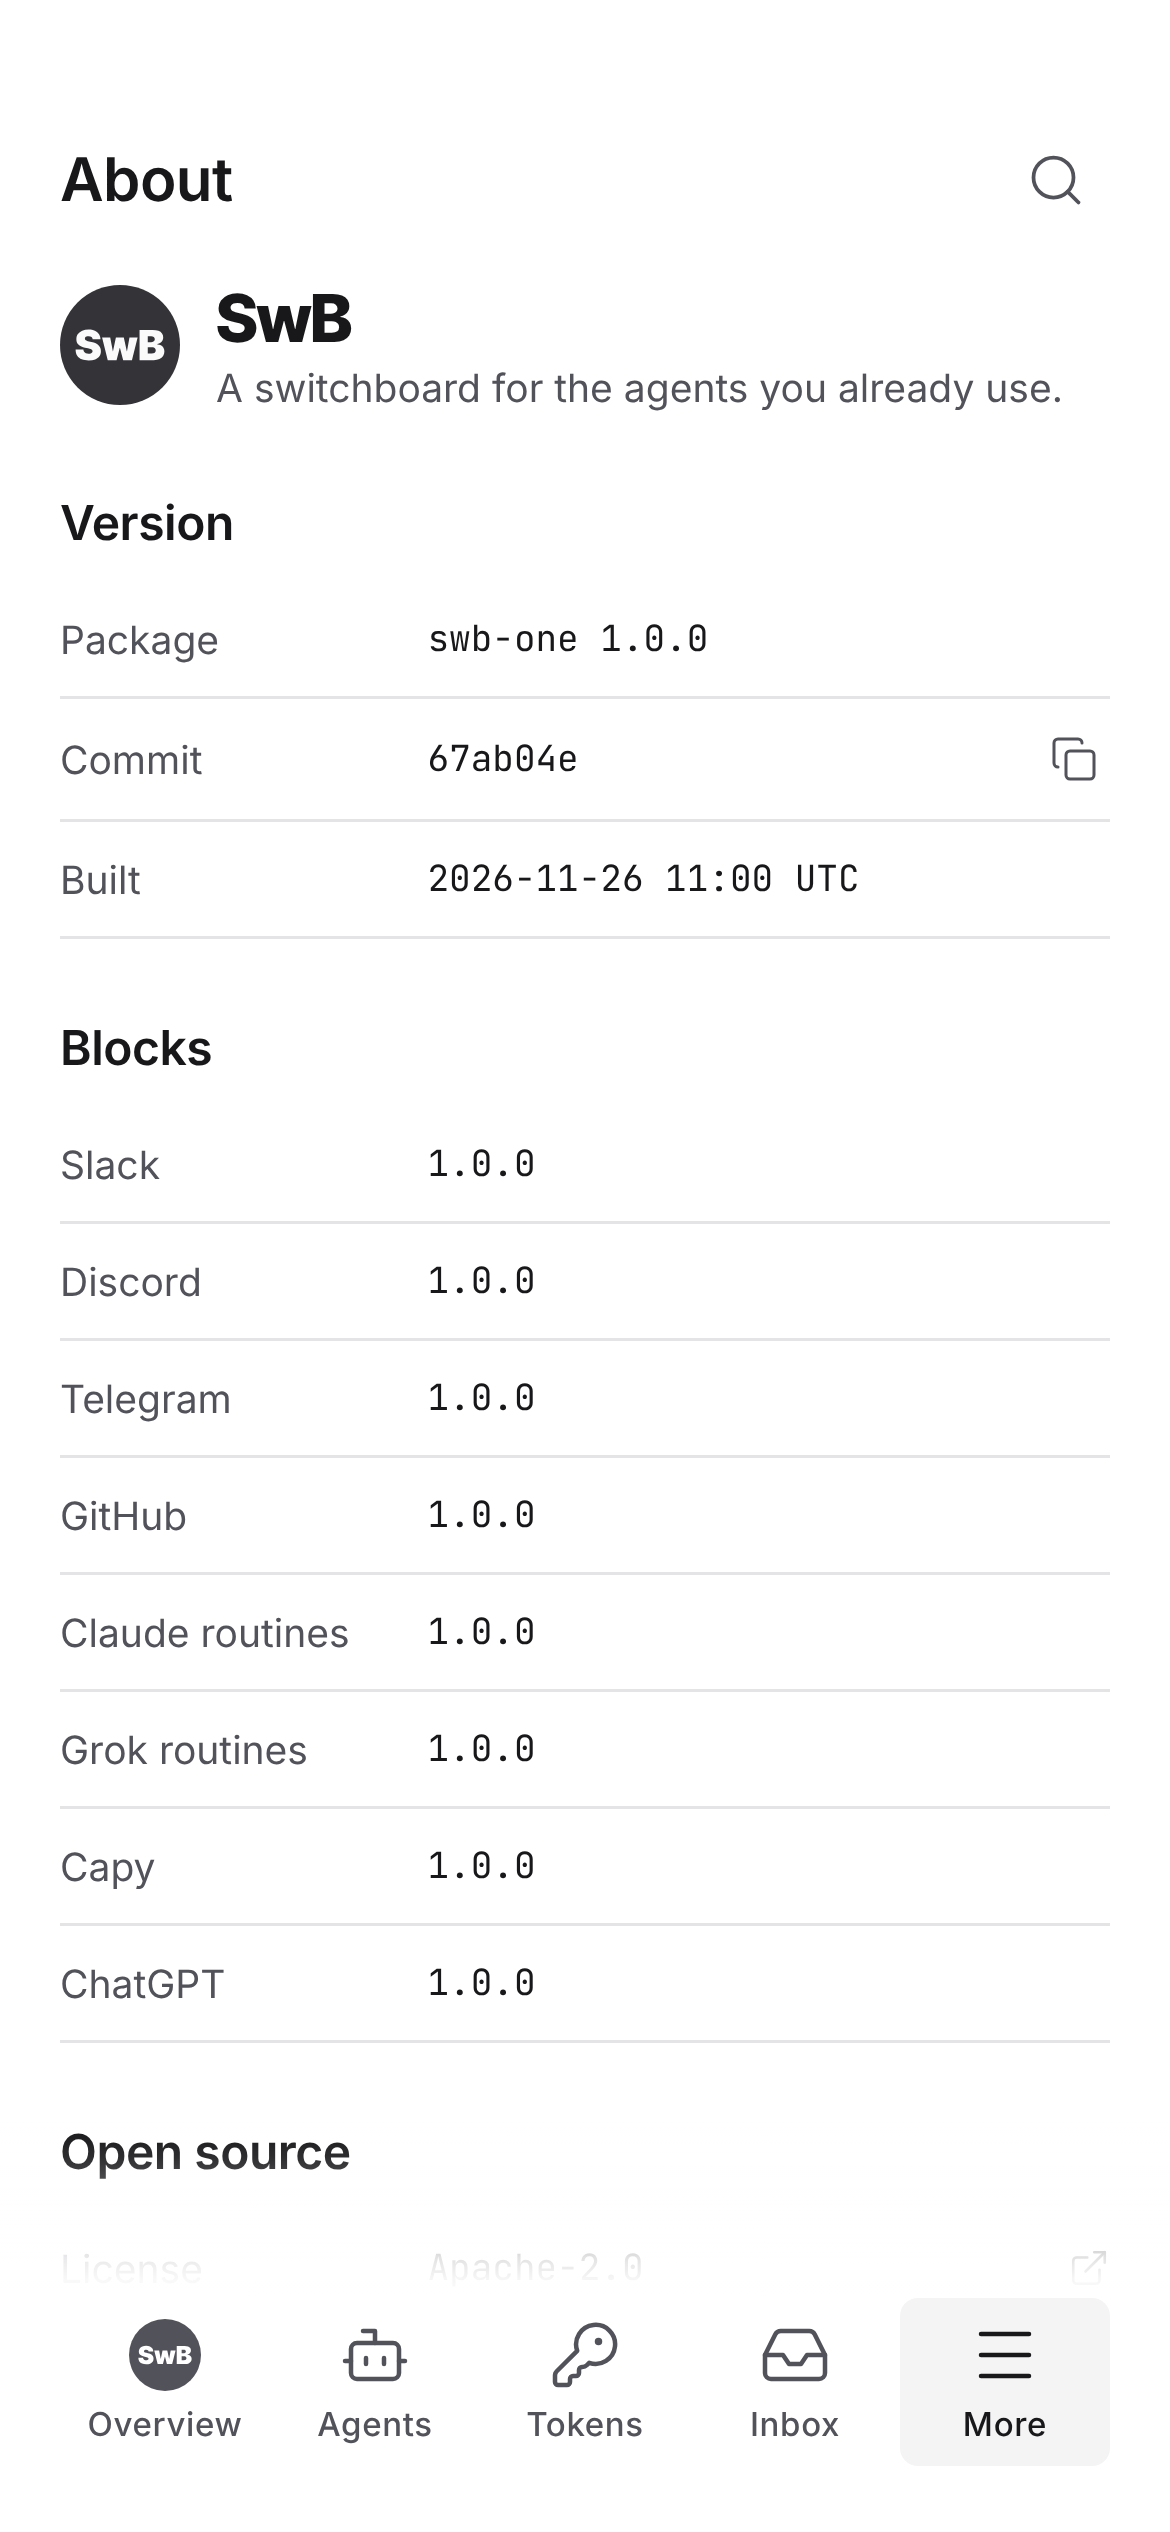 About
SwB
SwB
A switchboard for the agents you already use.
Version
Package swb-one 1.0.0
Commit 67ab04e
Built 2026-11-26 11:00 UTC
Blocks
Slack 1.0.0
Discord 1.0.0
Telegram 1.0.0
GitHub 1.0.0
Claude routines 1.0.0
Grok routines 1.0.0
Capy 1.0.0
ChatGPT 1.0.0
Open source
License Apache-2.0
SwB
Overview Agents Tokens Inbox More